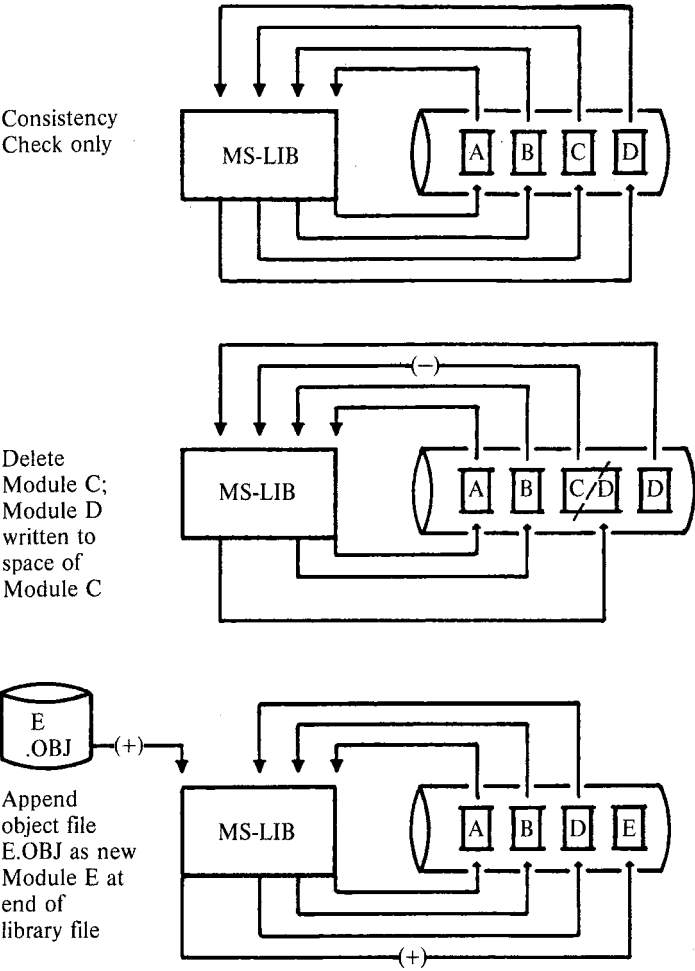 Consistency
Check only
MS-LIB
A B C D
Delete
Module C;
Module D
written to
space of
Module C
(−)
MS-LIB
A B C/D D
E
.OBJ
(+)
Append
object file
E.OBJ as new
Module E at
end of
library file
MS-LIB
A B D E
(+)